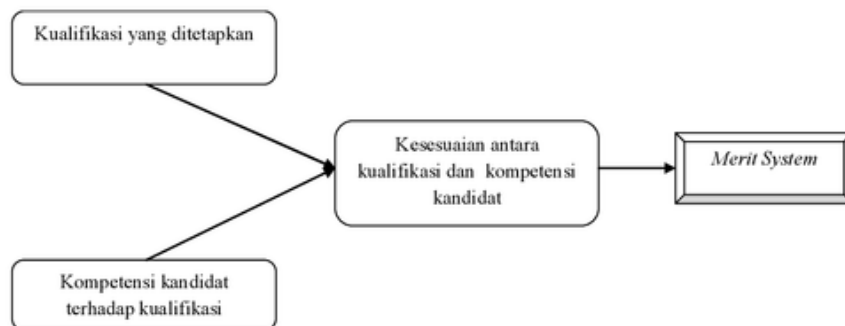 Kualifikasi yang ditetapkan
Kesesuaian antara
kualifikasi dan kompetensi
kandidat
Merit System
Kompetensi kandidat
terhadap kualifikasi